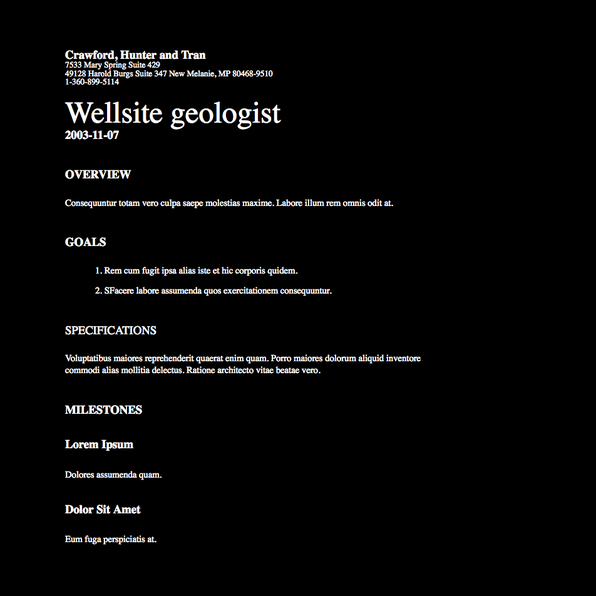 Crawford, Hunter and Tran
7533 Mary Spring Suite 429
49128 Harold Burgs Suite 347 New Melanie, MP 80468-9510
1-360-899-5114
Wellsite geologist
2003-11-07
OVERVIEW
Consequuntur totam vero culpa saepe molestias maxime. Labore illum rem omnis odit at.
GOALS
1. Rem cum fugit ipsa alias iste et hic corporis quidem.
2. SFacere labore assumenda quos exercitationem consequuntur.
SPECIFICATIONS
Voluptatibus maiores reprehenderit quaerat enim quam. Porro maiores dolorum aliquid inventore
commodi alias mollitia delectus. Ratione architecto vitae beatae vero.
MILESTONES
Lorem Ipsum
Dolores assumenda quam.
Dolor Sit Amet
Eum fuga perspiciatis at.